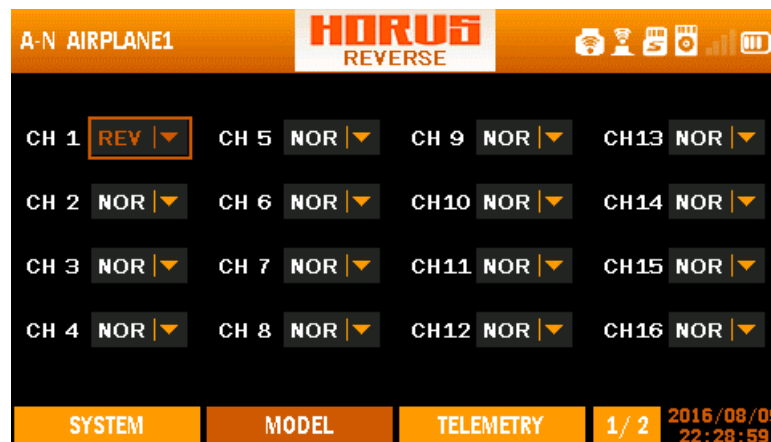 A-N AIRPLANE1
HORUS
REVERSE
CH 1 REV CH 5 NOR CH 9 NOR CH13 NOR
CH 2 NOR CH 6 NOR CH10 NOR CH14 NOR
CH 3 NOR CH 7 NOR CH11 NOR CH15 NOR
CH 4 NOR CH 8 NOR CH12 NOR CH16 NOR
SYSTEM MODEL TELEMETRY 1/ 2 2016/08/09
22:28:59